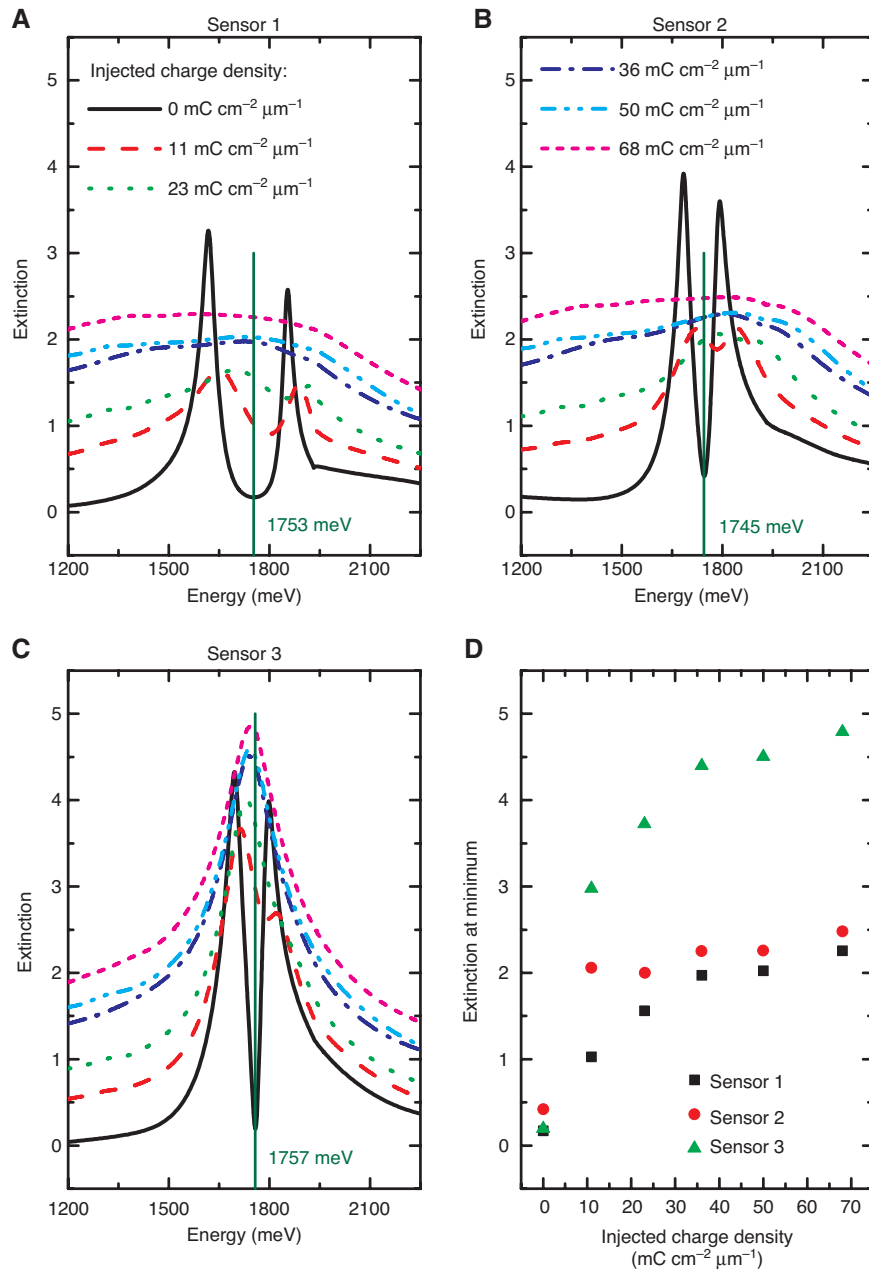 A
Sensor 1
Injected charge density:
0 mC cm⁻² μm⁻¹
11 mC cm⁻² μm⁻¹
23 mC cm⁻² μm⁻¹
5
4
3
2
1
0
Extinction
1753 meV
1200 1500 1800 2100
Energy (meV)
B
Sensor 2
36 mC cm⁻² μm⁻¹
50 mC cm⁻² μm⁻¹
68 mC cm⁻² μm⁻¹
5
4
3
2
1
0
Extinction
1745 meV
1200 1500 1800 2100
Energy (meV)
C
Sensor 3
5
4
3
2
1
0
Extinction
1757 meV
1200 1500 1800 2100
Energy (meV)
D
5
4
3
2
1
0
Extinction at minimum
Sensor 1
Sensor 2
Sensor 3
0 10 20 30 40 50 60 70
Injected charge density
(mC cm⁻² μm⁻¹)